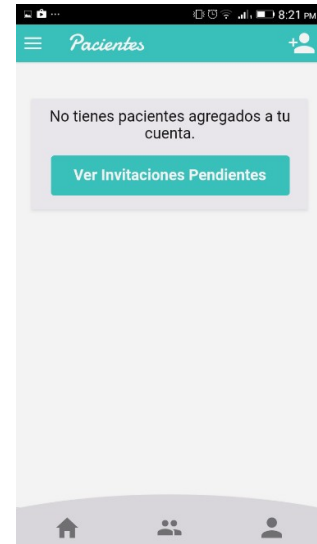 8:21 PM
Pacientes
No tienes pacientes agregados a tu
cuenta.
Ver Invitaciones Pendientes